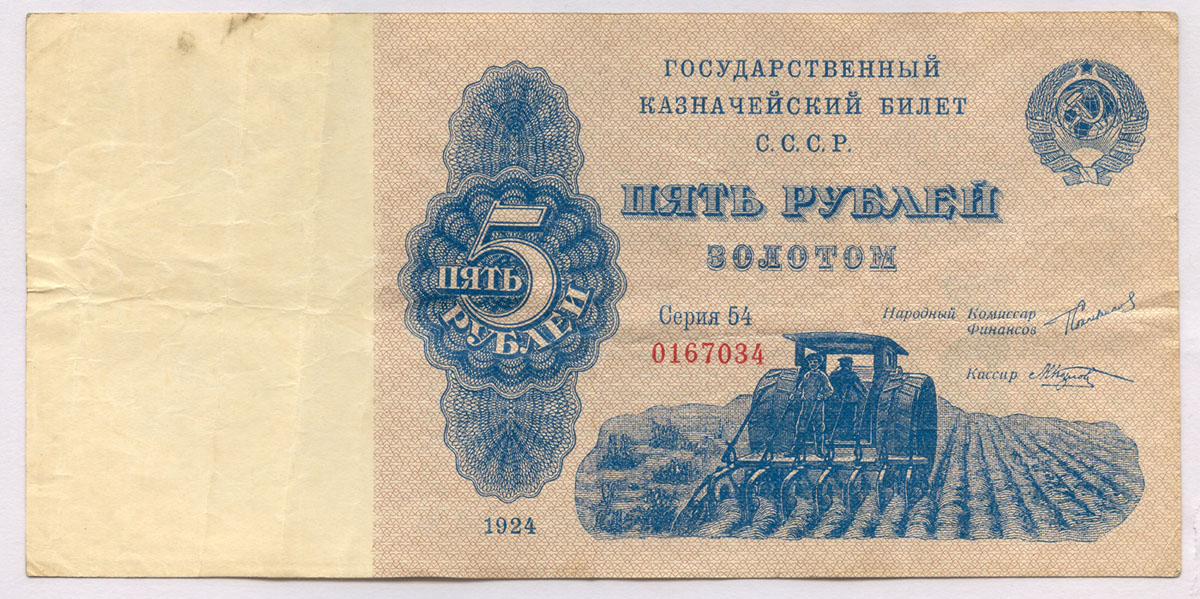 ГОСУДАРСТВЕННЫЙ
КАЗНАЧЕЙСКИЙ БИЛЕТ
С.С.С.Р.
ПЯТЬ РУБЛЕЙ
ЗОЛОТОМ
5
ПЯТЬ
РУБЛЕЙ
Серия 54
0167034
Народный Комиссар
Финансов
Кассир
1924